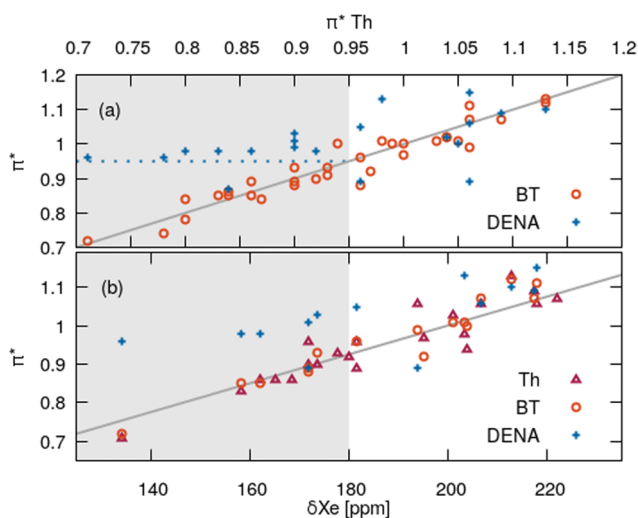 π* Th
0.7 0.75 0.8 0.85 0.9 0.95 1 1.05 1.1 1.15 1.2
1.2
(a)
1.1
1
π*
0.9
BT
0.8
DENA
0.7
(b)
1.1
1
π*
0.9
Th
0.8
BT
DENA
0.7
140 160 180 200 220
δXe [ppm]